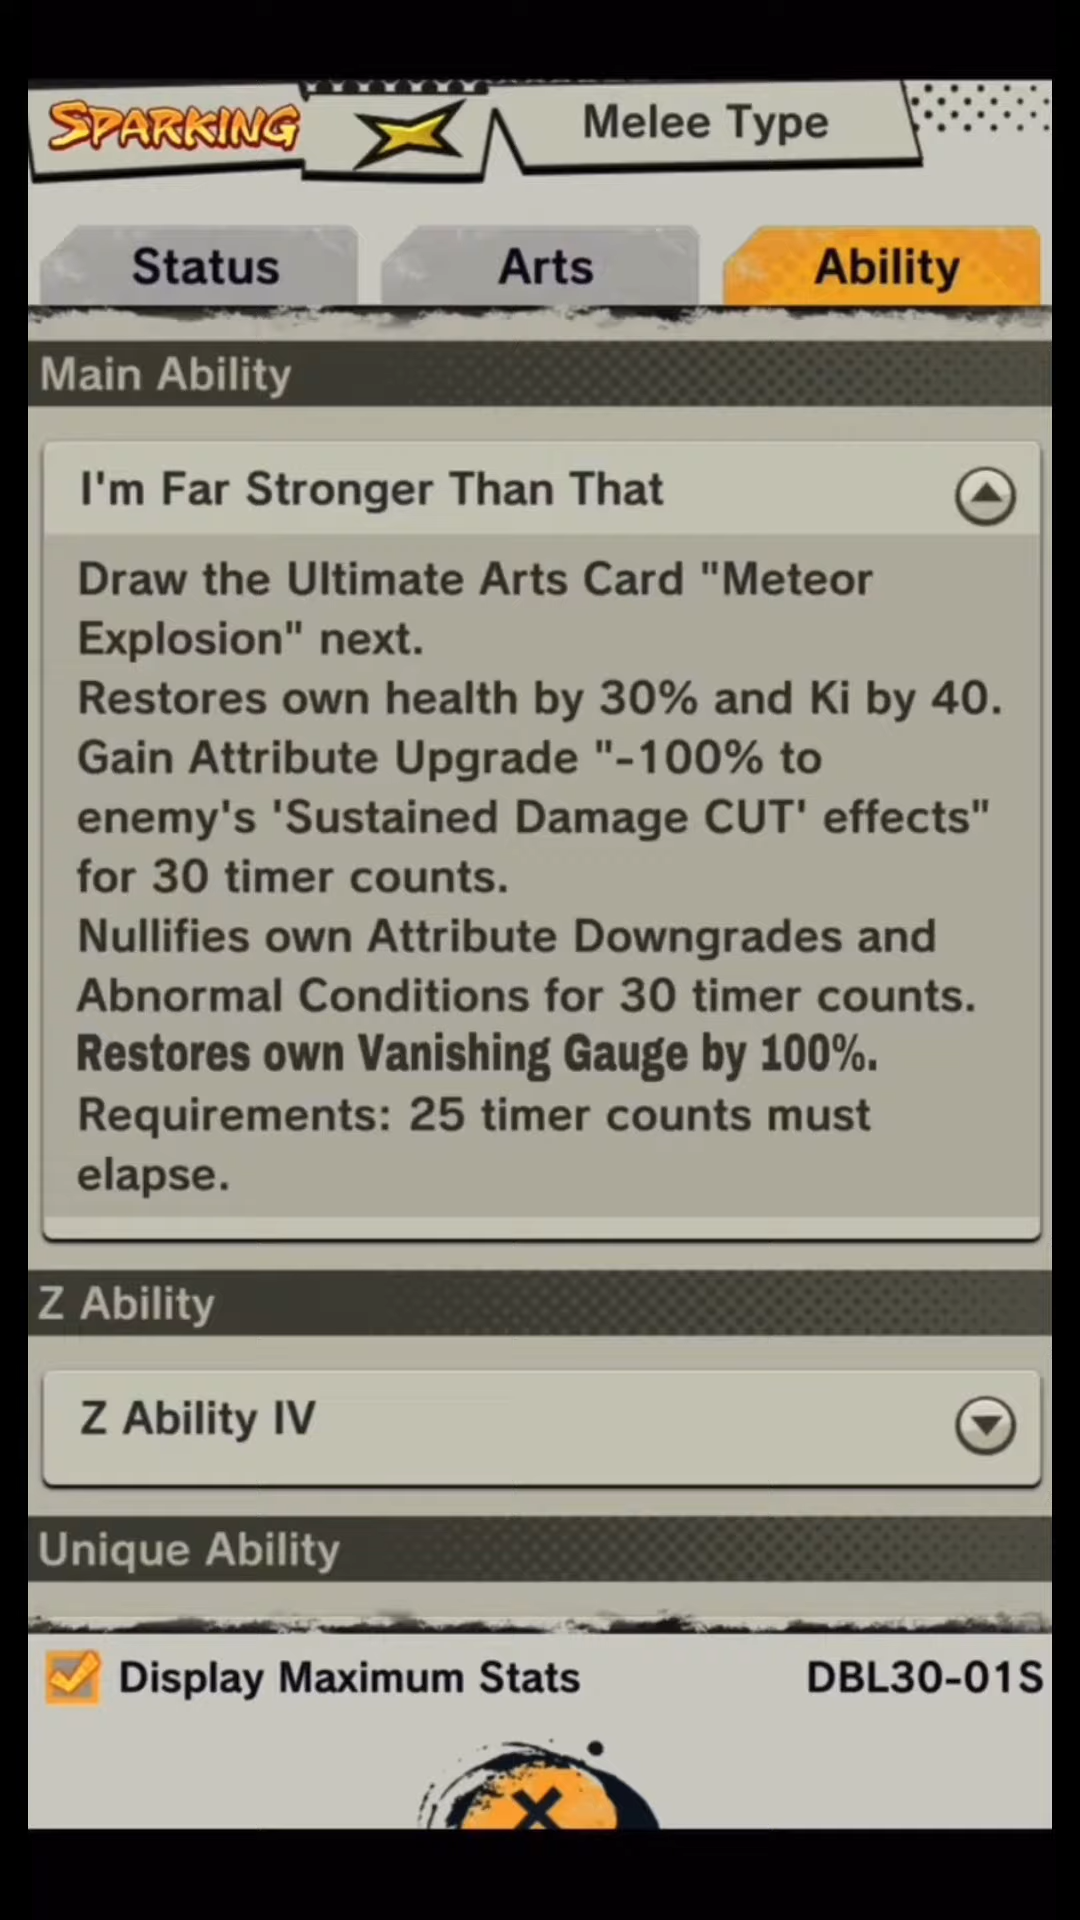 SPARKING
Melee Type
Status
Arts
Ability
Main Ability
I'm Far Stronger Than That
Draw the Ultimate Arts Card "Meteor
Explosion" next.
Restores own health by 30% and Ki by 40.
Gain Attribute Upgrade "-100% to
enemy's 'Sustained Damage CUT' effects"
for 30 timer counts.
Nullifies own Attribute Downgrades and
Abnormal Conditions for 30 timer counts.
Restores own Vanishing Gauge by 100%.
Requirements: 25 timer counts must
elapse.
Z Ability
Z Ability IV
Unique Ability
Display Maximum Stats
DBL30-01S